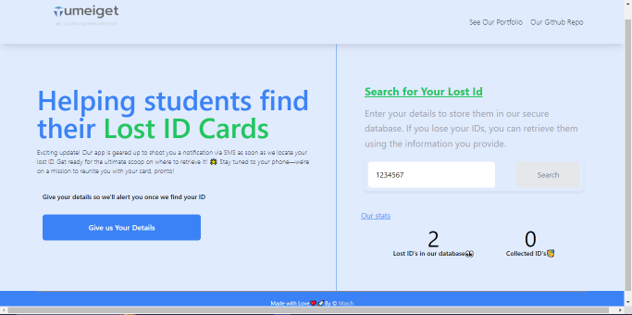 Tumeiget
See Our Portfolio Our Github Repo
Helping students find
their Lost ID Cards
Exciting update! Our app is geared up to shoot you a notification via SMS as soon as we locate your
lost ID. Get ready for the ultimate scoop on where to retrieve it! Stay tuned to your phone—we're
on a mission to reunite you with your card, pronto!
Give your details so we'll alert you once we find your ID
Give us Your Details
Search for Your Lost Id
Enter your details to store them in our secure
database. If you lose your IDs, you can retrieve them
using the information you provide.
1234567 Search
Our stats
2 0
Lost ID's in our database👀 Collected ID's🥳
Made with Love❤️ By ©